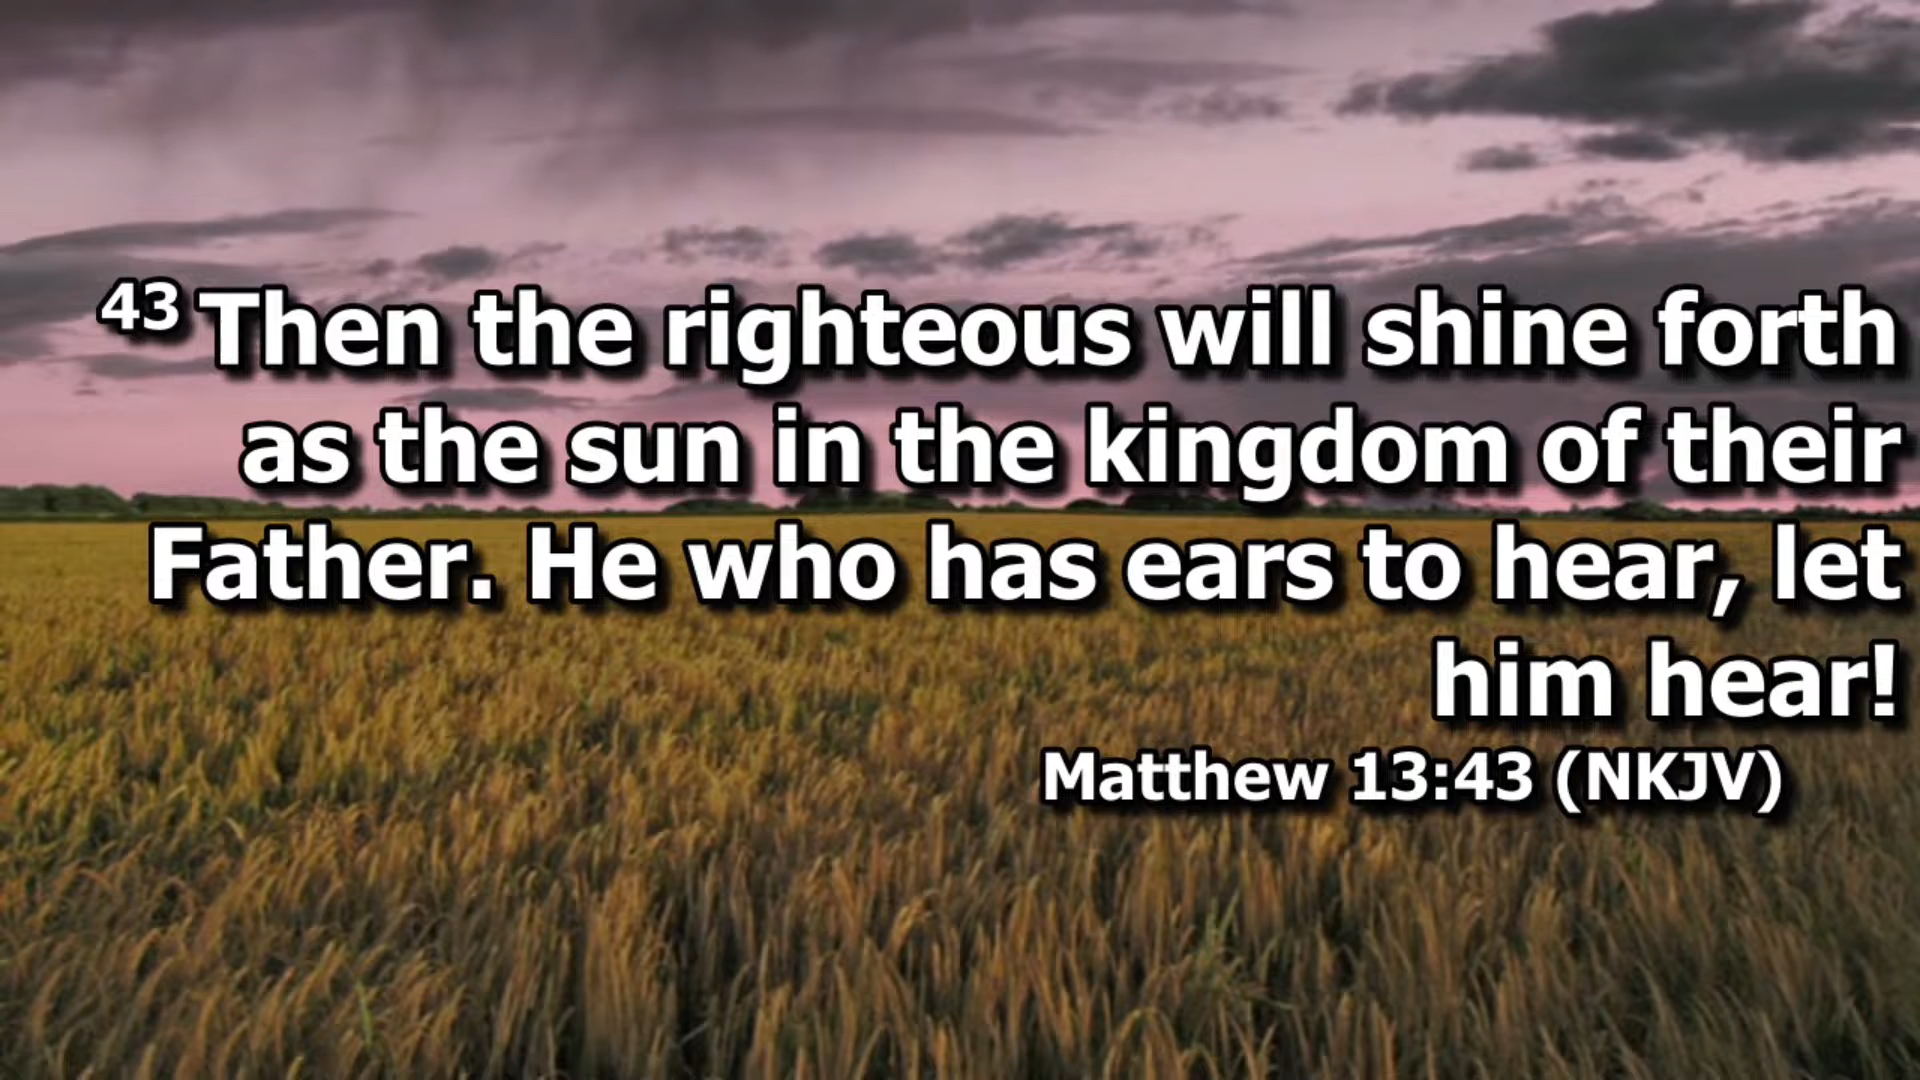 43 Then the righteous will shine forth
as the sun in the kingdom of their
Father. He who has ears to hear, let
him hear!
Matthew 13:43 (NKJV)